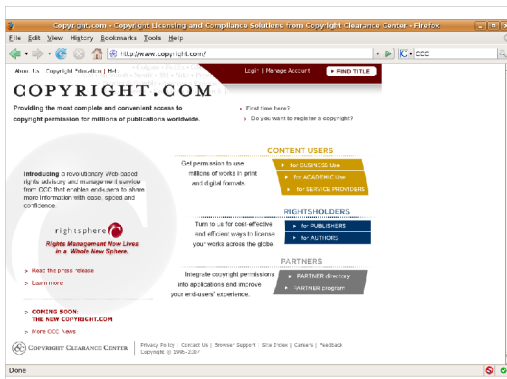 Copyright.com - Copyright Licensing and Compliance Solutions from Copyright Clearance Center - Firefox
File Edit View History Bookmarks Tools Help
http://www.copyright.com/
CCC
About Us Copyright Education Help
Login | Manage Account
FIND TITLE
COPYRIGHT.COM
Providing the most complete and convenient access to
copyright permission for millions of publications worldwide.
First time here?
Do you want to register a copyright?
CONTENT USERS
Get permission to use
millions of works in print
and digital formats.
for BUSINESS Use
for ACADEMIC Use
for SERVICE PROVIDERS
Introducing a revolutionary Web-based
rights advisory and management service
from CCC that enables end-users to share
more information with ease, speed and
confidence.
rightsphere
Rights Management Now Lives
in a Whole New Sphere.
Read the press release
Learn more
RIGHTSHOLDERS
Turn to us for cost-effective
and efficient ways to license
your works across the globe
for PUBLISHERS
for AUTHORS
PARTNERS
Integrate copyright permissions
into applications and improve
your end-users' experience.
PARTNER directory
PARTNER program
COMING SOON:
THE NEW COPYRIGHT.COM
More CCC News
COPYRIGHT CLEARANCE CENTER
Privacy Policy | Contact Us | Browser Support | Site Index | Careers | Feedback
Copyright © 1995-2007
Done